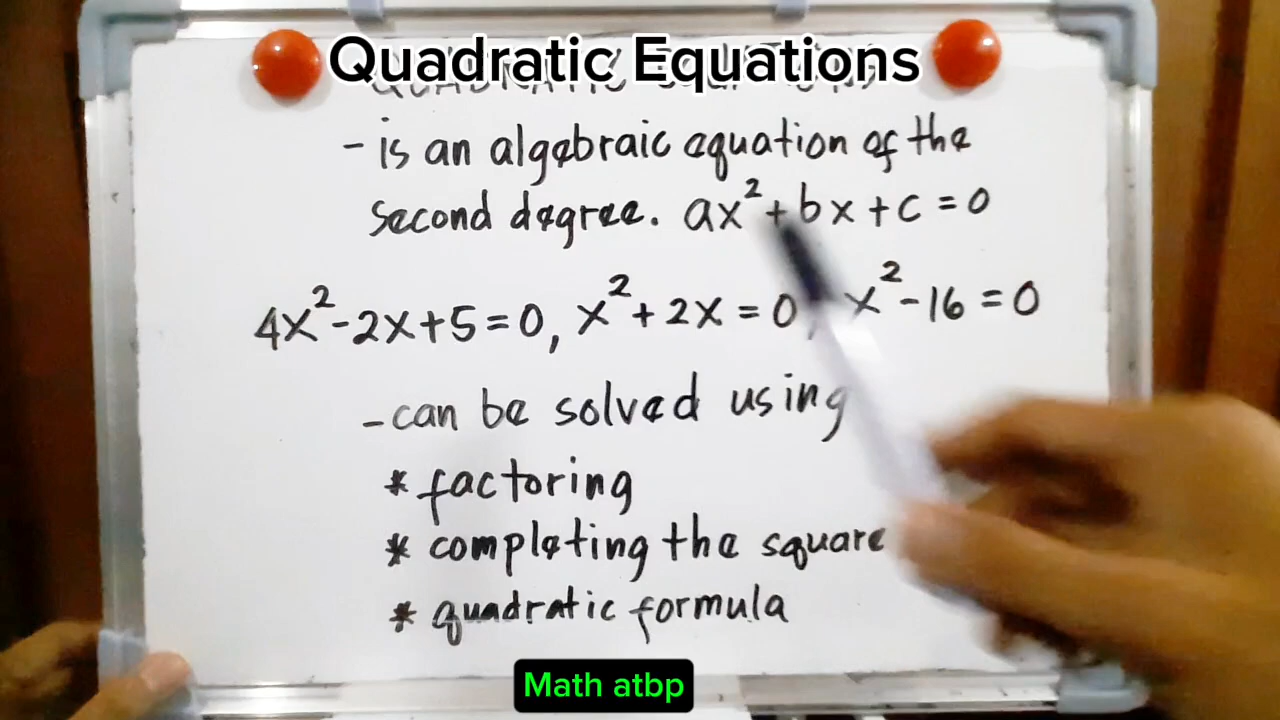 Quadratic Equations
- is an algebraic equation of the
second degree. ax²+bx+c=0
4x²-2x+5=0, x²+2x=0, x²-16=0
- can be solved using
* factoring
* completing the square
* quadratic formula
Math atbp